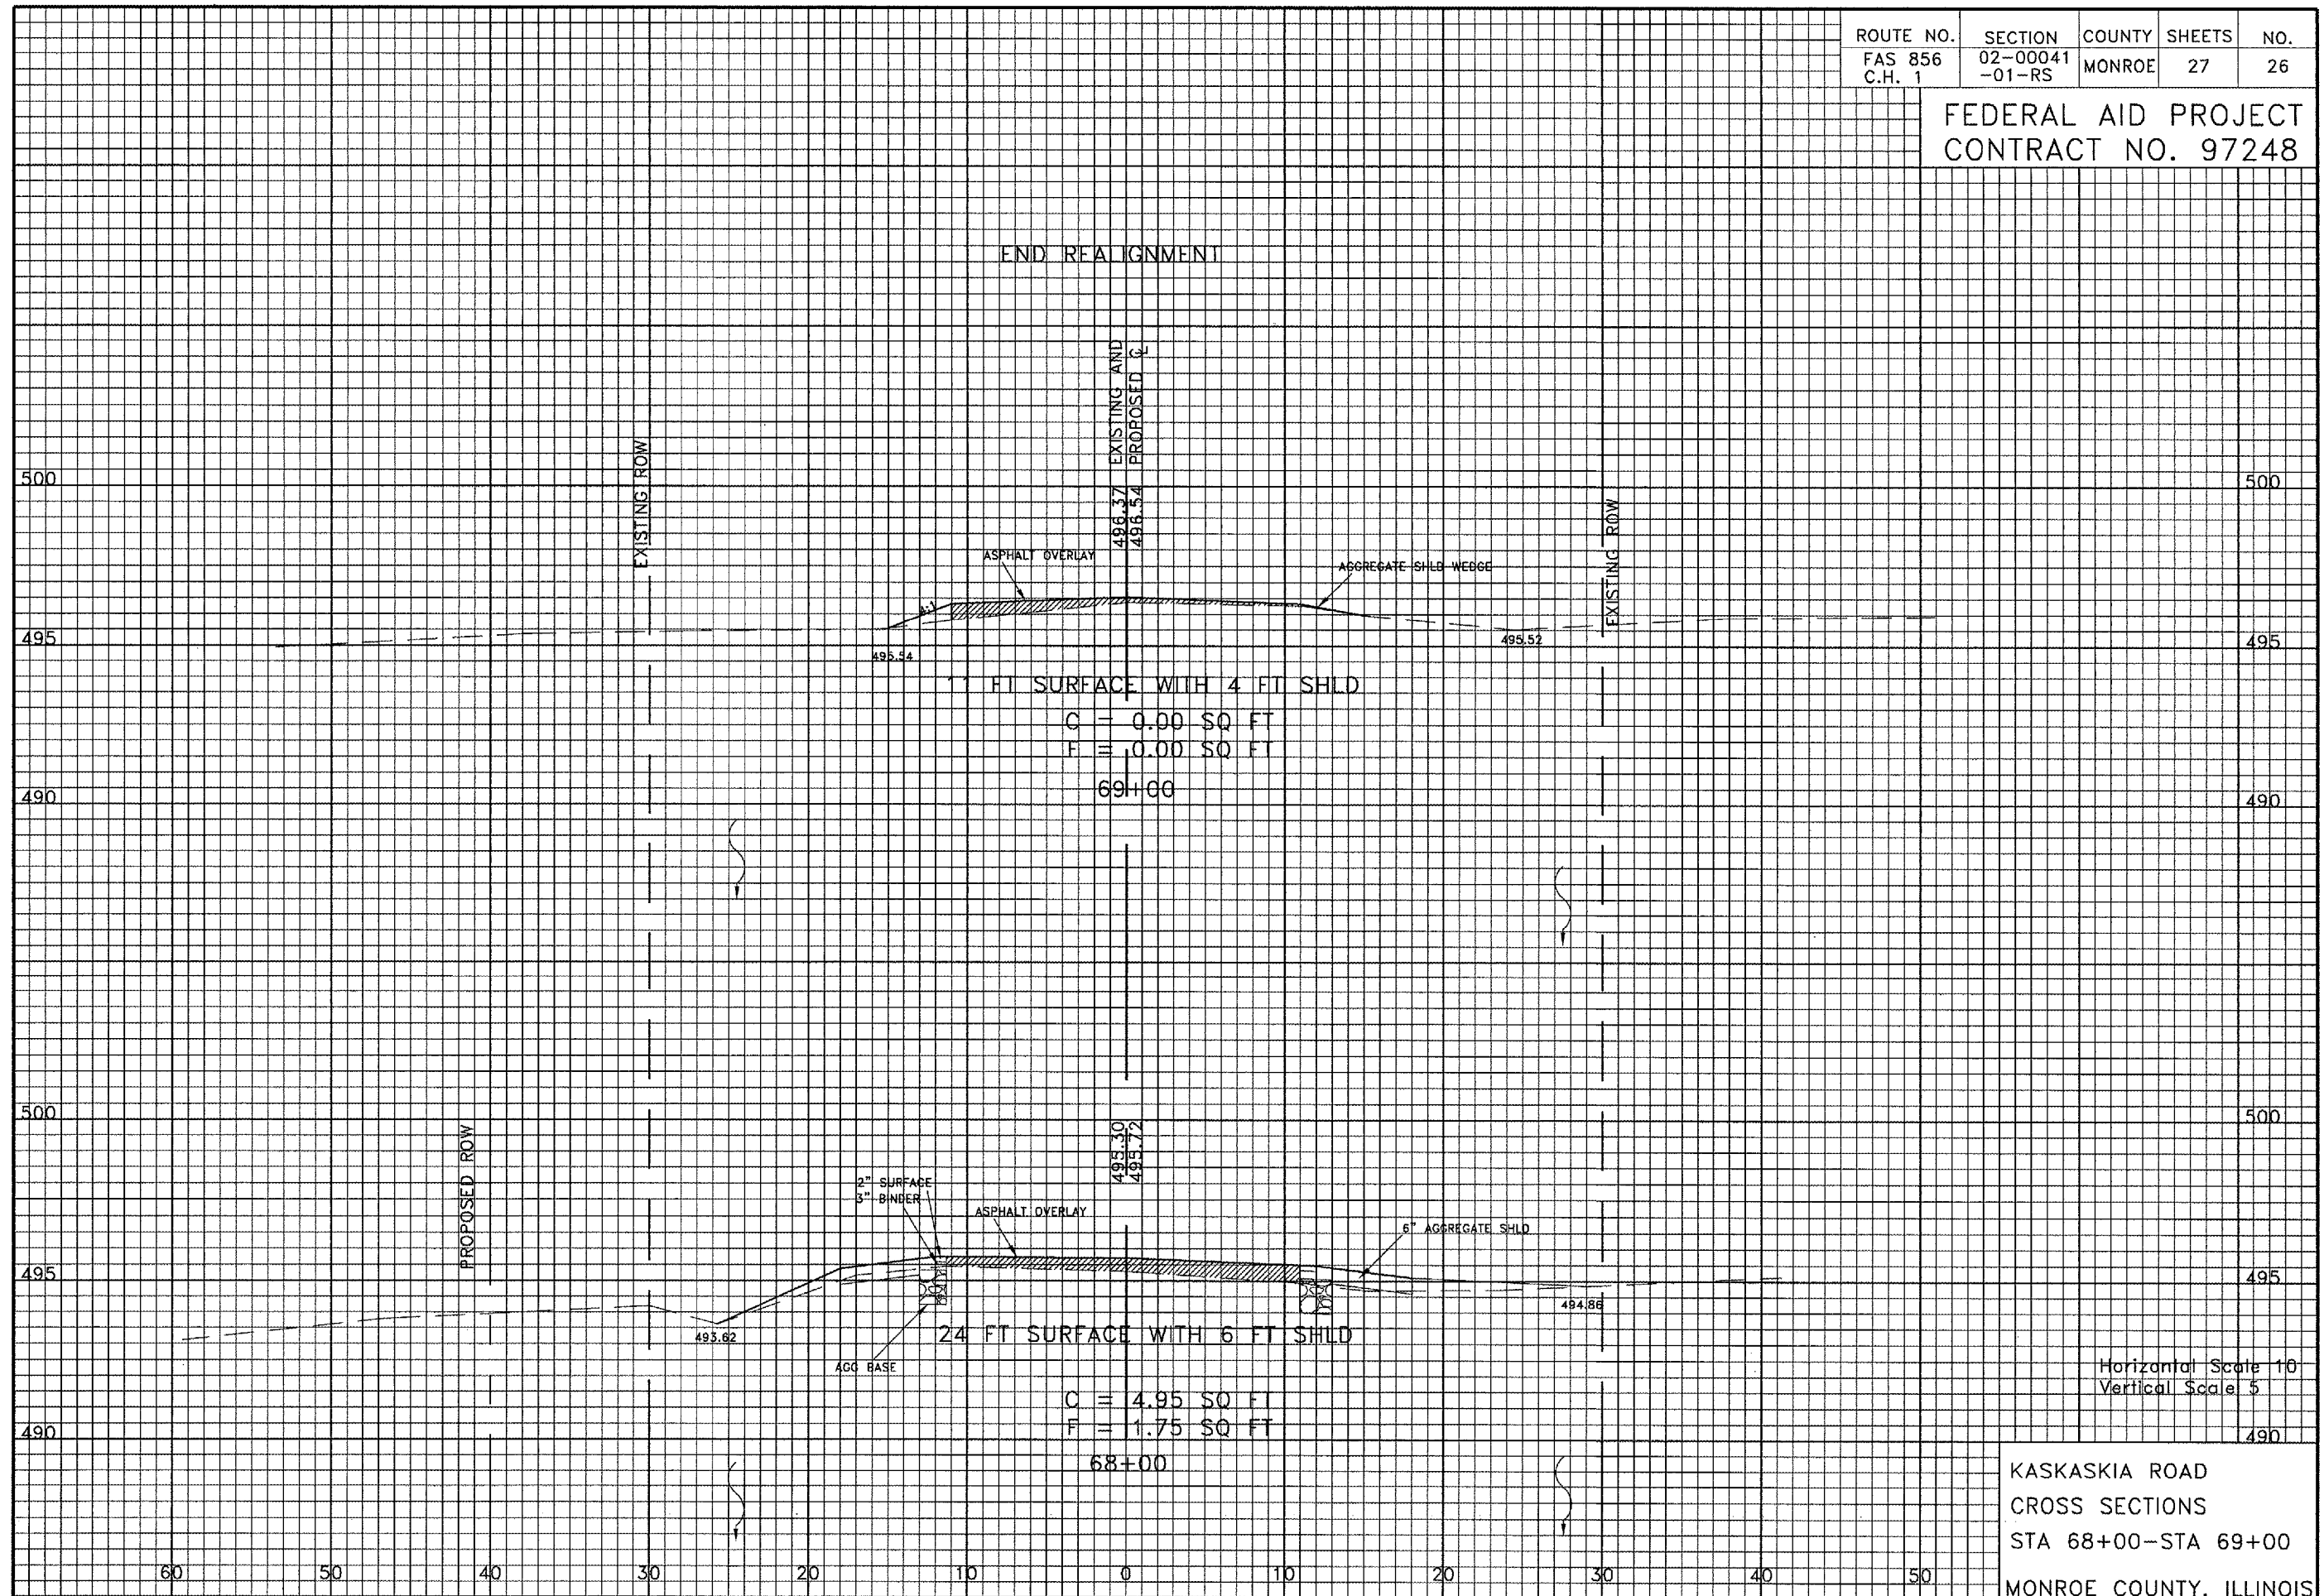 ROUTE NO. SECTION COUNTY SHEETS NO.
FAS 856 02-00041 MONROE 27 26
C.H. 1 -01-RS
FEDERAL AID PROJECT
CONTRACT NO. 97248
END REALIGNMENT
EXISTING ROW
496.37 EXISTING AND
496.54 PROPOSED ℄
EXISTING ROW
500
500
ASPHALT OVERLAY
AGGREGATE SHLD WEDGE
4:1
495
495.54
495.52
495
11 FT SURFACE WITH 4 FT SHLD
C = 0.00 SQ FT
F = 0.00 SQ FT
69+00
490
490
500
500
PROPOSED ROW
495.30
495.72
2" SURFACE
3" BINDER
ASPHALT OVERLAY
6" AGGREGATE SHLD
495
495
493.62
494.86
24 FT SURFACE WITH 6 FT SHLD
AGG BASE
C = 4.95 SQ FT
F = 1.75 SQ FT
68+00
490
490
Horizontal Scale 10
Vertical Scale 5
KASKASKIA ROAD
CROSS SECTIONS
STA 68+00-STA 69+00
MONROE COUNTY, ILLINOIS
60 50 40 30 20 10 0 10 20 30 40 50